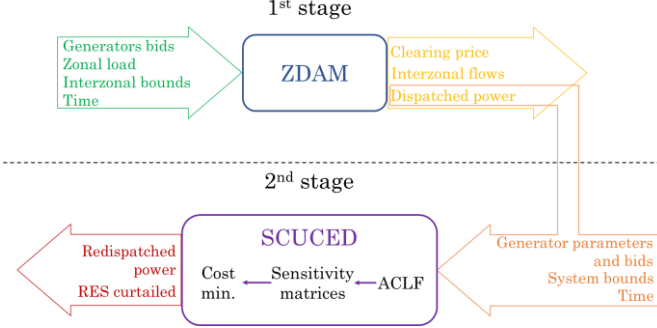 1st stage
Generators bids
Zonal load
Interzonal bounds
Time
ZDAM
Clearing price
Interzonal flows
Dispatched power
2nd stage
Redispatched
power
RES curtailed
SCUCED
Cost
min.
Sensitivity
matrices
ACLF
Generator parameters
and bids
System bounds
Time